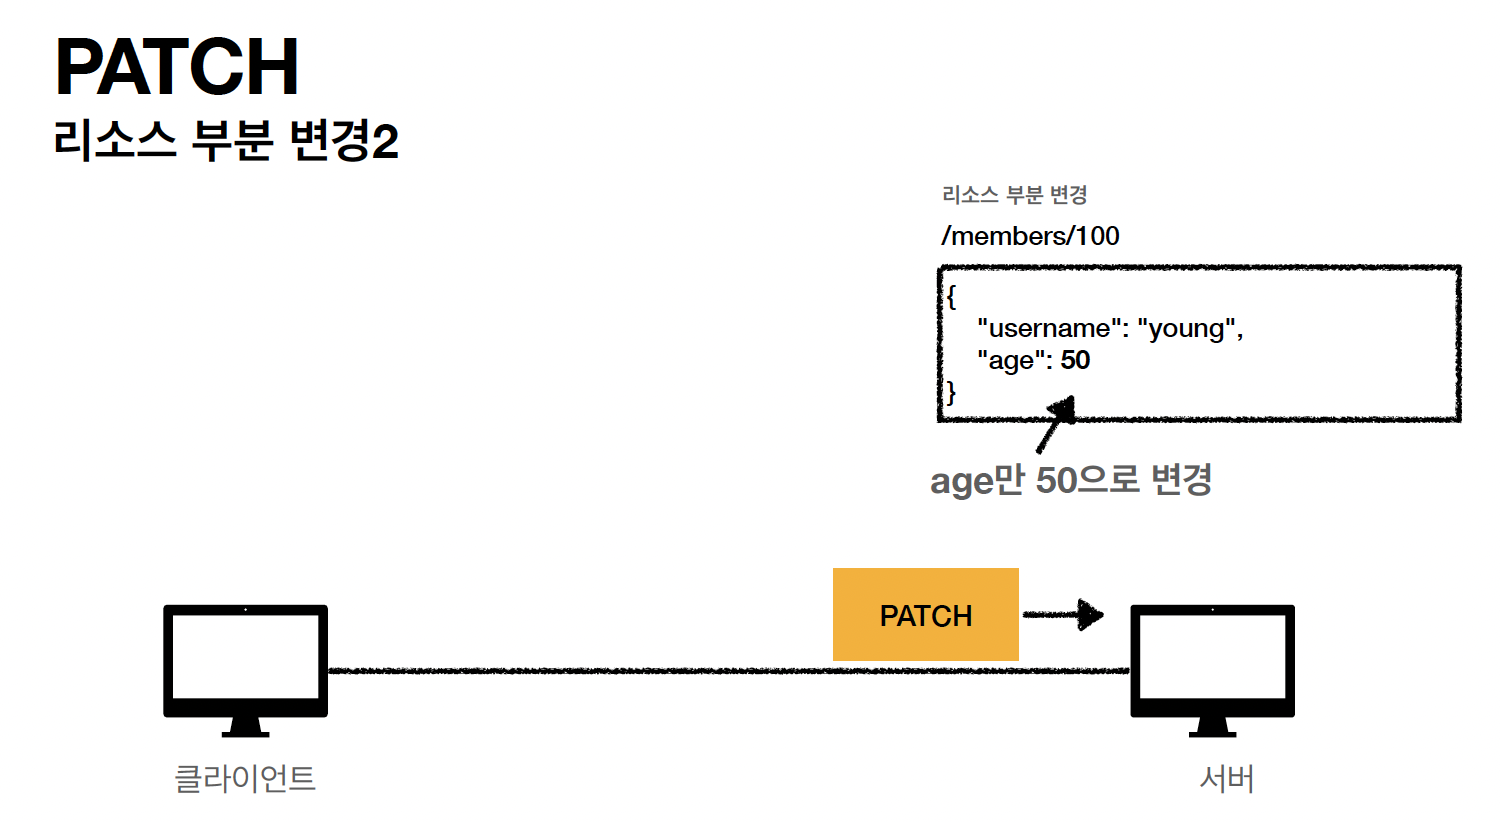 PATCH
리소스 부분 변경2
리소스 부분 변경
/members/100
{
"username": "young",
"age": 50
}
age만 50으로 변경
PATCH
클라이언트
서버